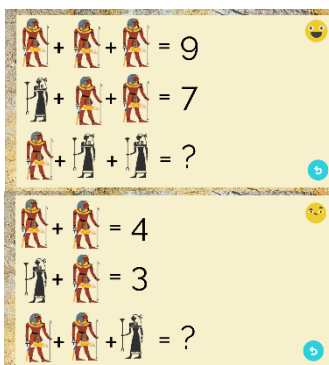 + + = 9
+ + = 7
+ + = ?
+ = 4
+ = 3
+ + = ?